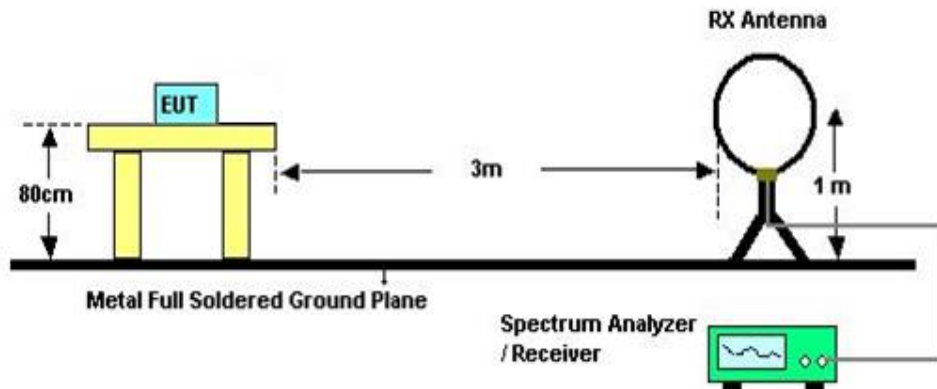 RX Antenna
EUT
3m
80cm
1 m
Metal Full Soldered Ground Plane
Spectrum Analyzer
/ Receiver